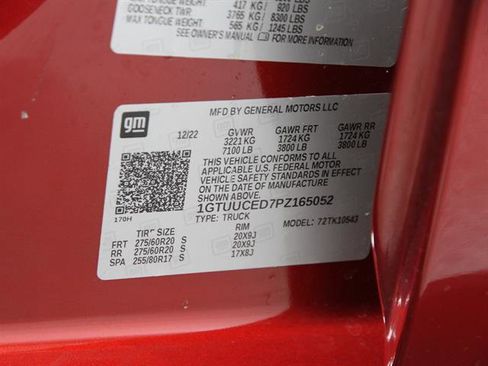 417 KG / 920 LBS
GOOSENECK TWR 3765 KG / 8300 LBS
MAX TONGUE WEIGHT: 565 KG / 1245 LBS
SEE OWNER'S MANUAL FOR MORE INFORMATION
gm
MFD BY GENERAL MOTORS LLC
12/22 GVWR GAWR FRT GAWR RR
3221 KG 1724 KG 1724 KG
7100 LB 3800 LB 3800 LB
THIS VEHICLE CONFORMS TO ALL
APPLICABLE U.S. FEDERAL MOTOR
VEHICLE SAFETY STANDARDS IN EFFECT
ON THE DATE OF MANUFACTURE SHOWN ABOVE.
1GTUUCED7PZ165052
170H TYPE: TRUCK 72TK10543
TIRE SIZE RIM
FRT 275/60R20 S 20X9J
RR 275/60R20 S 20X9J
SPA 255/80R17 S 17X8J